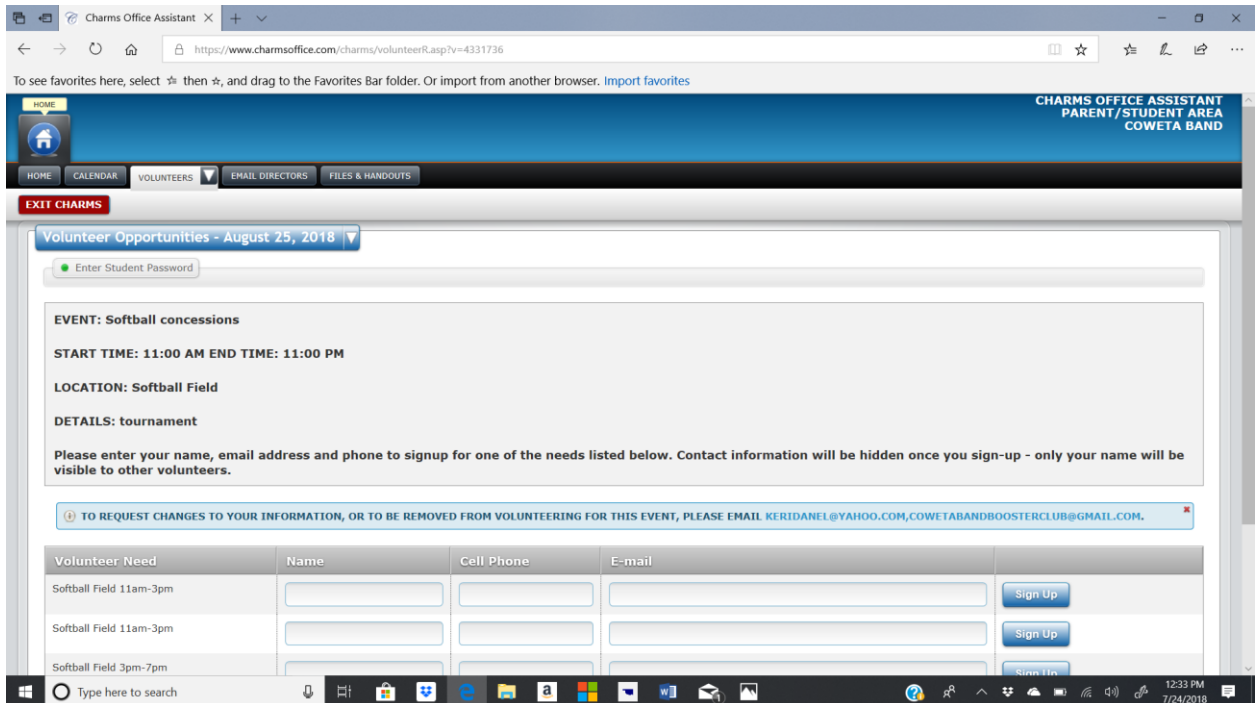 Charms Office Assistant
https://www.charmsoffice.com/charms/volunteerR.asp?v=4331736
To see favorites here, select ☆ then ☆, and drag to the Favorites Bar folder. Or import from another browser. Import favorites
HOME
CHARMS OFFICE ASSISTANT
PARENT/STUDENT AREA
COWETA BAND
HOME CALENDAR VOLUNTEERS EMAIL DIRECTORS FILES & HANDOUTS
EXIT CHARMS
Volunteer Opportunities - August 25, 2018
Enter Student Password
EVENT: Softball concessions
START TIME: 11:00 AM END TIME: 11:00 PM
LOCATION: Softball Field
DETAILS: tournament
Please enter your name, email address and phone to signup for one of the needs listed below. Contact information will be hidden once you sign-up - only your name will be
visible to other volunteers.
TO REQUEST CHANGES TO YOUR INFORMATION, OR TO BE REMOVED FROM VOLUNTEERING FOR THIS EVENT, PLEASE EMAIL KERIDANEL@YAHOO.COM,COWETABANDBOOSTERCLUB@GMAIL.COM.
Volunteer Need Name Cell Phone E-mail
Softball Field 11am-3pm Sign Up
Softball Field 11am-3pm Sign Up
Softball Field 3pm-7pm Sign Up
Type here to search
12:33 PM
7/24/2018